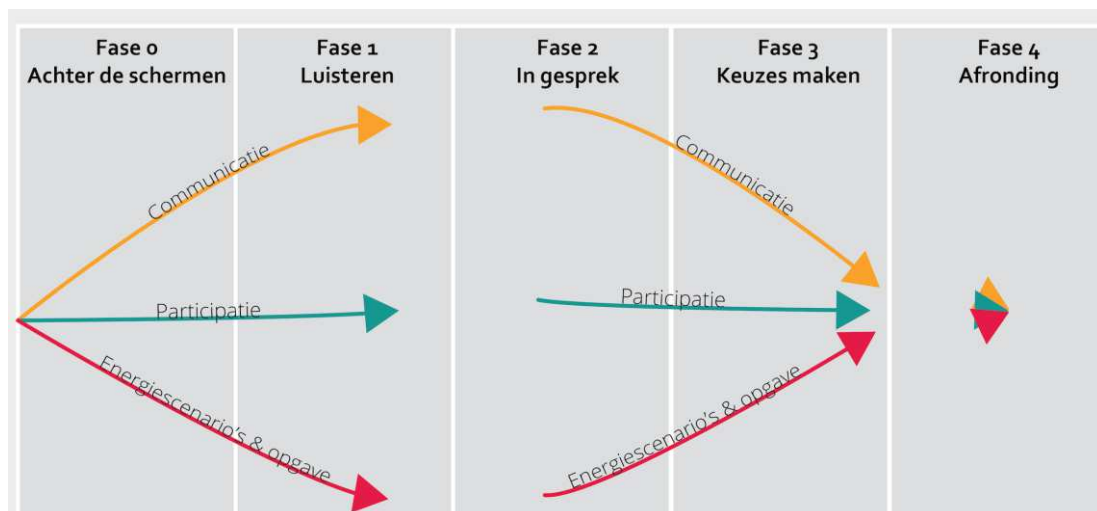 Fase 0
Achter de schermen
Fase 1
Luisteren
Fase 2
In gesprek
Fase 3
Keuzes maken
Fase 4
Afronding
Communicatie
Communicatie
Participatie
Participatie
Energiescenario's & opgave
Energiescenario's & opgave